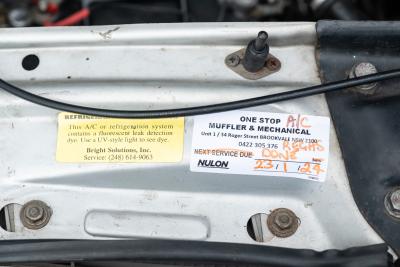 REFRIGER
This A/C or refrigeration system
contains a fluorescent leak detection
dye. Use a UV-style light to see dye.
Bright Solutions, Inc.
Service: (248) 614-9063
ONE STOP A/C
MUFFLER & MECHANICAL
Unit 1 / 54 Roger Street BROOKVALE NSW 2100
0422 305 376 REGAS
NEXT SERVICE DUE: DONE
NULON 23/1/24